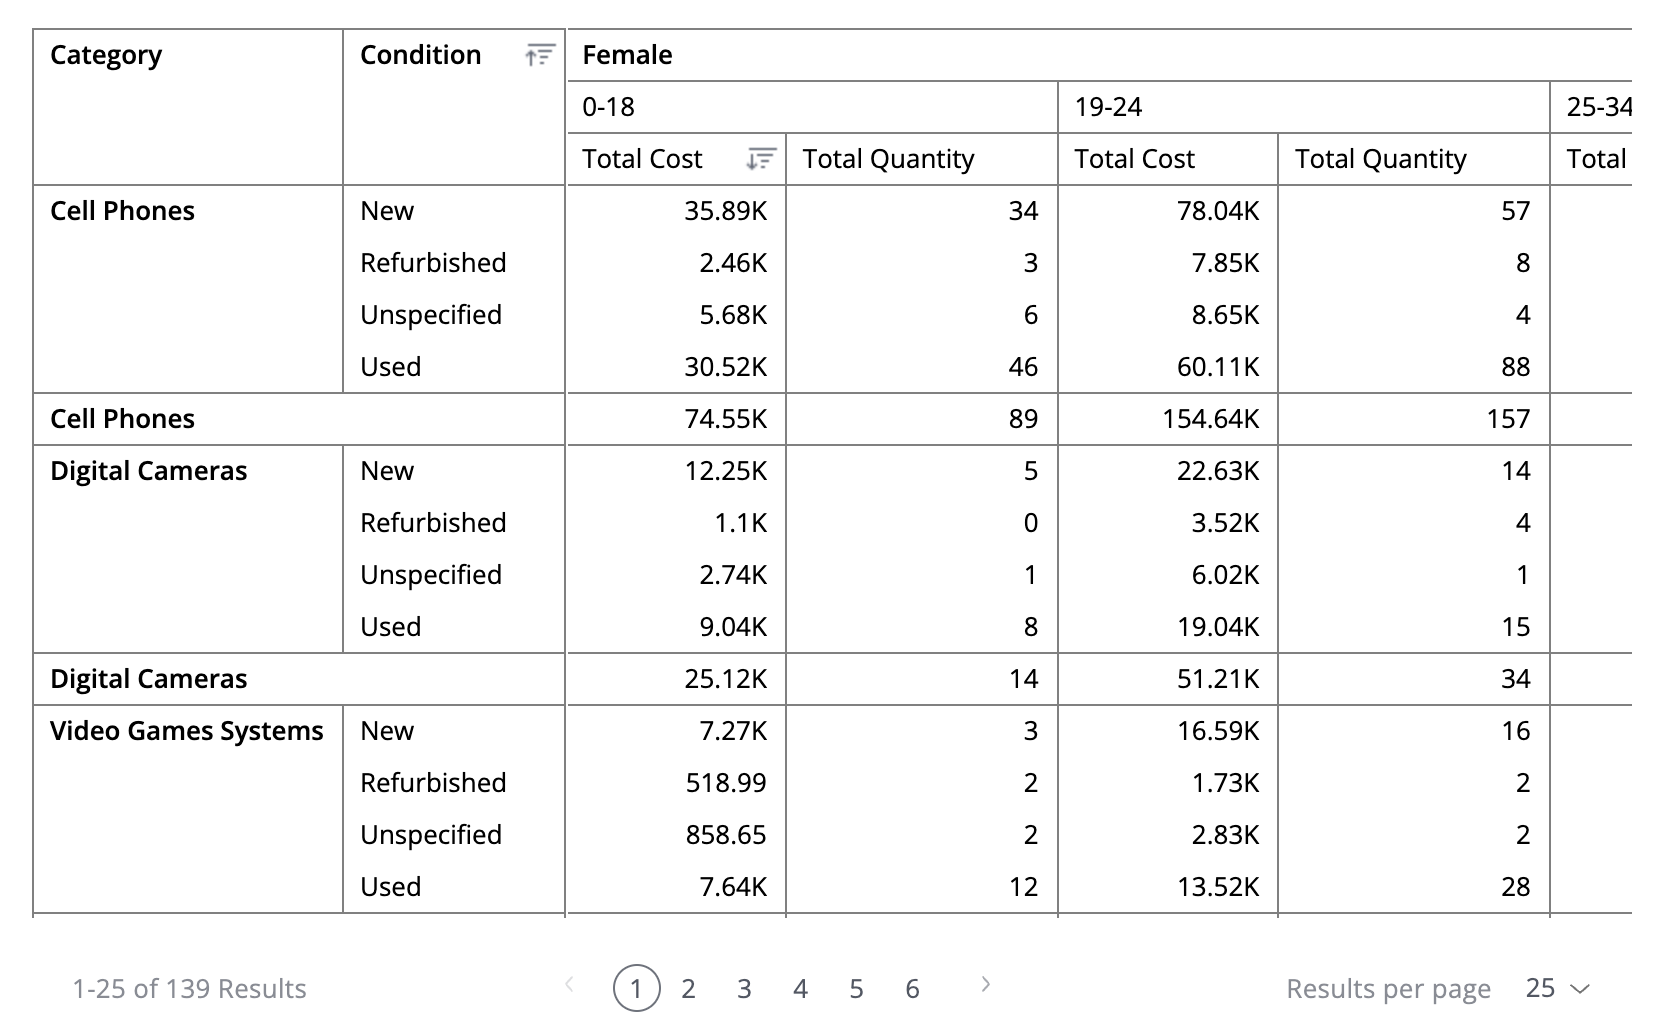 Category Condition Female
0-18 19-24 25-34
Total Cost Total Quantity Total Cost Total Quantity Total
Cell Phones New 35.89K 34 78.04K 57
Refurbished 2.46K 3 7.85K 8
Unspecified 5.68K 6 8.65K 4
Used 30.52K 46 60.11K 88
Cell Phones 74.55K 89 154.64K 157
Digital Cameras New 12.25K 5 22.63K 14
Refurbished 1.1K 0 3.52K 4
Unspecified 2.74K 1 6.02K 1
Used 9.04K 8 19.04K 15
Digital Cameras 25.12K 14 51.21K 34
Video Games Systems New 7.27K 3 16.59K 16
Refurbished 518.99 2 1.73K 2
Unspecified 858.65 2 2.83K 2
Used 7.64K 12 13.52K 28
1-25 of 139 Results 1 2 3 4 5 6 Results per page 25